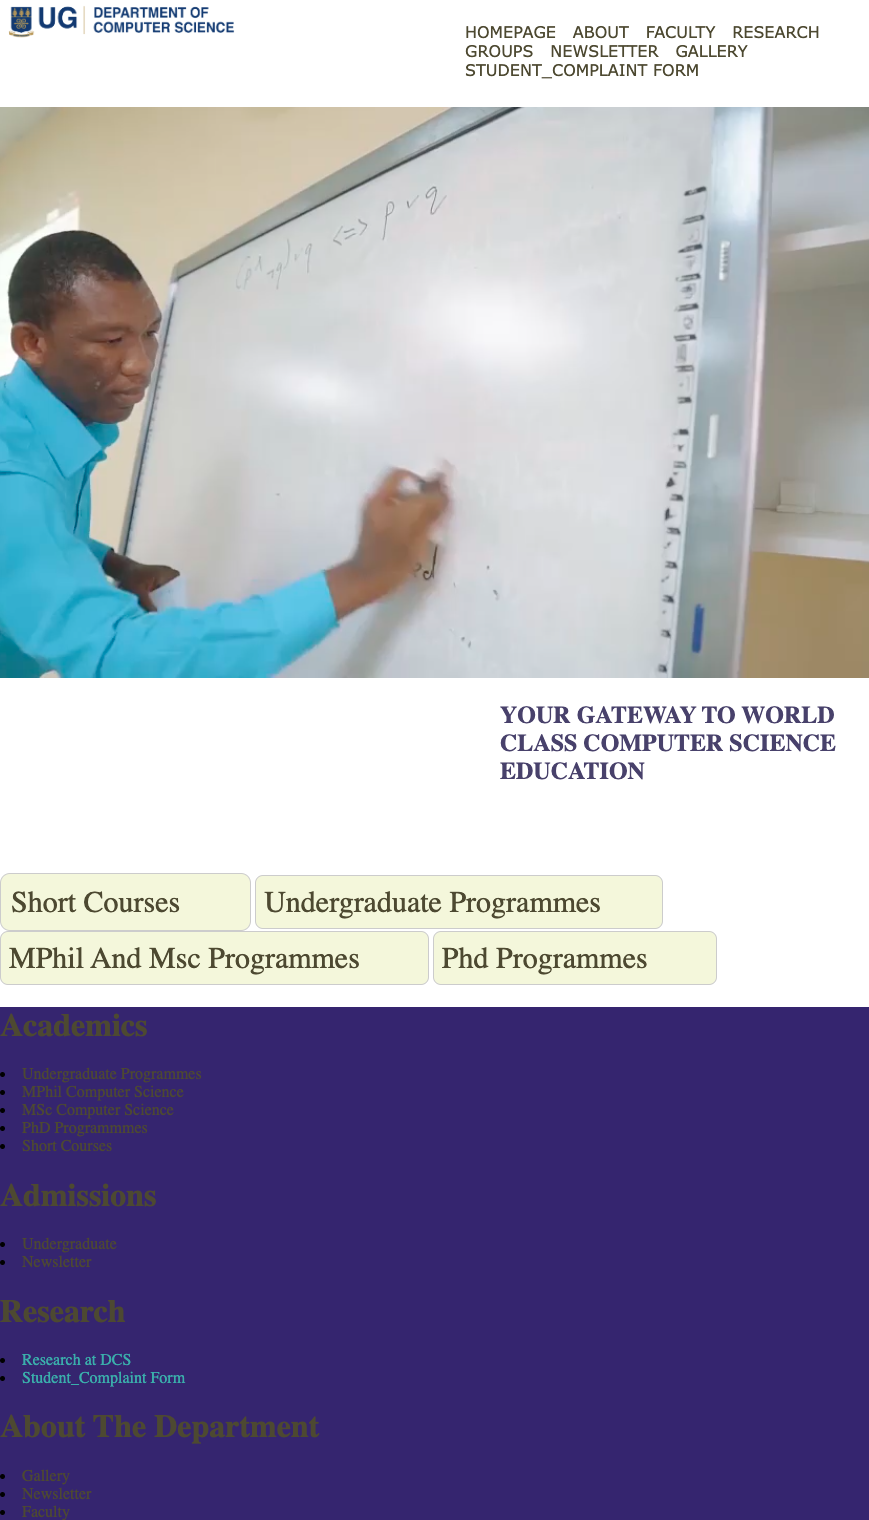 UG DEPARTMENT OF
COMPUTER SCIENCE
HOMEPAGE ABOUT FACULTY RESEARCH
GROUPS NEWSLETTER GALLERY
STUDENT_COMPLAINT FORM
(p ∧ ¬q) ∨ q <=> p ∨ q
ed
YOUR GATEWAY TO WORLD
CLASS COMPUTER SCIENCE
EDUCATION
Short Courses Undergraduate Programmes
MPhil And Msc Programmes Phd Programmes
Academics
Undergraduate Programmes
MPhil Computer Science
MSc Computer Science
PhD Programmmes
Short Courses
Admissions
Undergraduate
Newsletter
Research
Research at DCS
Student_Complaint Form
About The Department
Gallery
Newsletter
Faculty